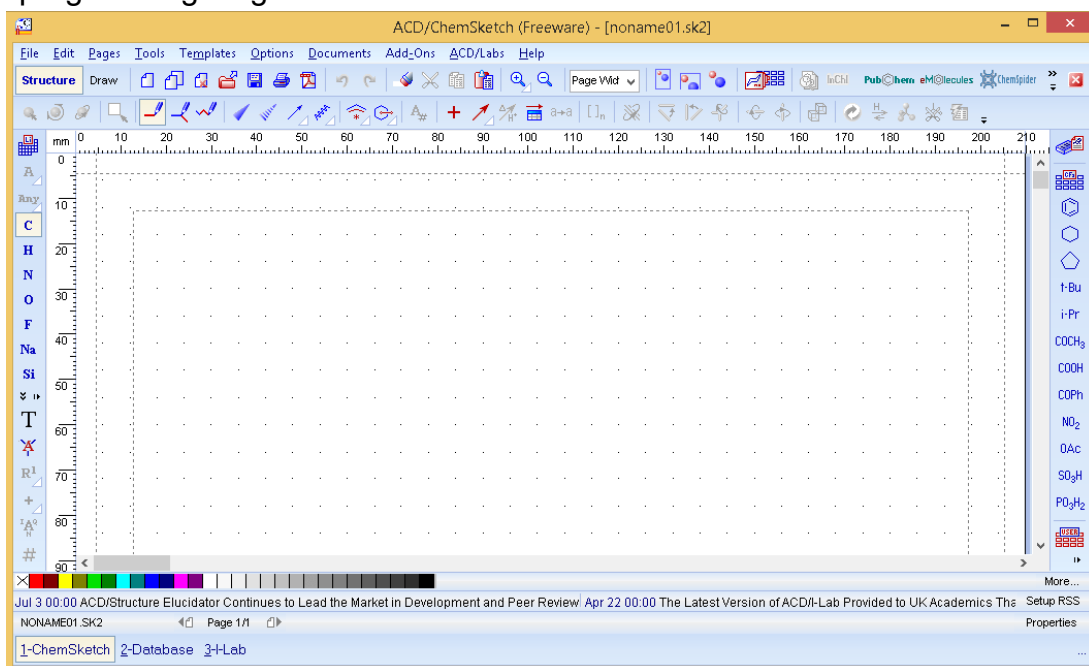 ACD/ChemSketch (Freeware) - [noname01.sk2]
File Edit Pages Tools Templates Options Documents Add-Ons ACD/Labs Help
Structure Draw Page Wid InChI PubChem eMolecules ChemSpider
mm 0 10 20 30 40 50 60 70 80 90 100 110 120 130 140 150 160 170 180 190 200 210
0
A
Any
10
C
H
20
N
O
30
t-Bu
F
i-Pr
40
Na
COCH3
Si
COOH
50
COPh
T
60
NO2
A
OAc
R1
70
SO3H
+
PO3H2
80
USER
#
90
More...
Jul 3 00:00 ACD/Structure Elucidator Continues to Lead the Market in Development and Peer Review Apr 22 00:00 The Latest Version of ACD/I-Lab Provided to UK Academics Tha Setup RSS
NONAME01.SK2 Page 1/1 Properties
1-ChemSketch 2-Database 3-I-Lab